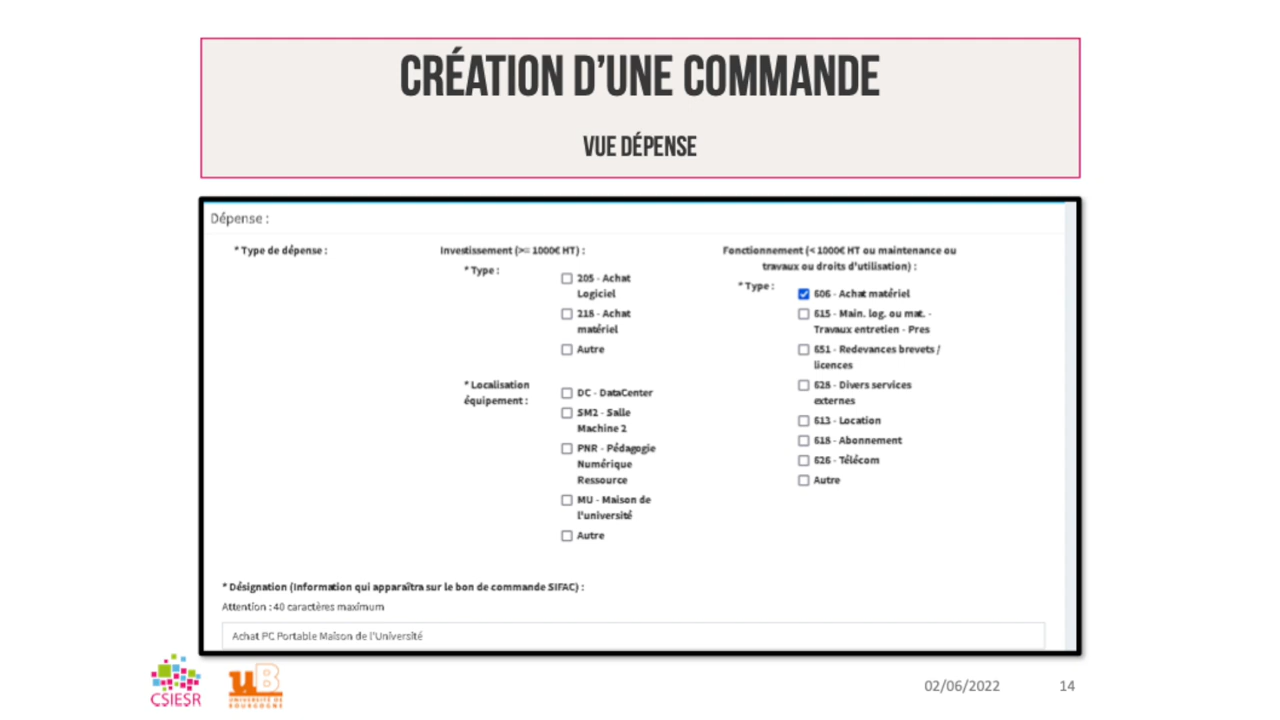 CRÉATION D'UNE COMMANDE
VUE DÉPENSE
Dépense :
* Type de dépense :
Investissement (>= 1000€ HT) :
* Type :
205 - Achat
Logiciel
218 - Achat
matériel
Autre
* Localisation
équipement :
DC - DataCenter
SM2 - Salle
Machine 2
PNR - Pédagogie
Numérique
Ressource
MU - Maison de
l'université
Autre
Fonctionnement (< 1000€ HT ou maintenance ou
travaux ou droits d'utilisation) :
* Type :
606 - Achat matériel
615 - Main. log. ou mat. -
Travaux entretien - Pres
651 - Redevances brevets /
licences
628 - Divers services
externes
613 - Location
618 - Abonnement
626 - Télécom
Autre
* Désignation (Information qui apparaîtra sur le bon de commande SIFAC) :
Attention : 40 caractères maximum
Achat PC Portable Maison de l'Université
CSIESR
uB
UNIVERSITÉ DE
BOURGOGNE
02/06/2022
14